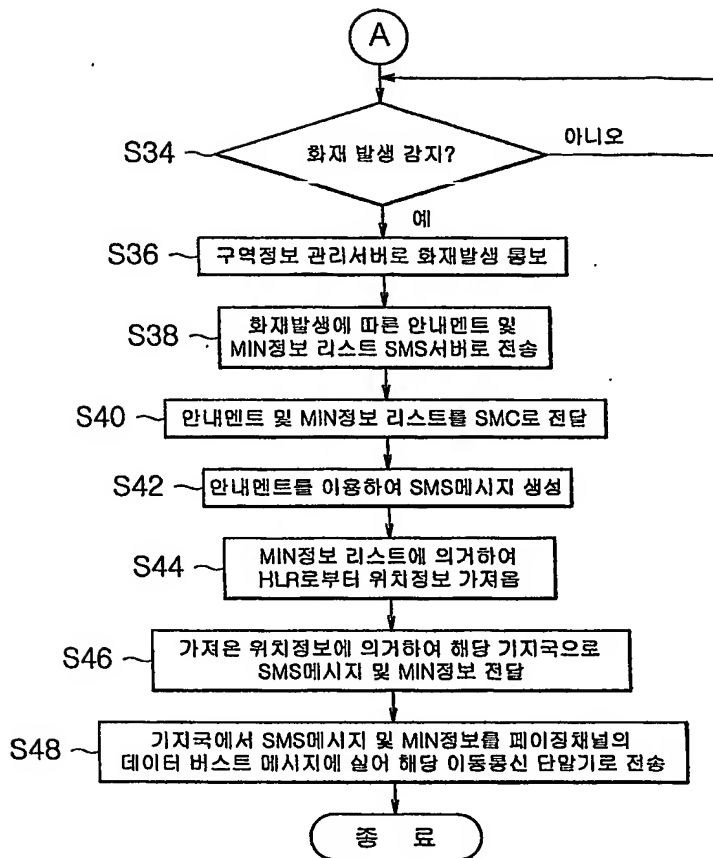 A
S34
화재 발생 감지?
아니오
예
S36
구역정보 관리서버로 화재발생 통보
S38
화재발생에 따른 안내멘트 및
MIN정보 리스트 SMS서버로 전송
S40
안내멘트 및 MIN정보 리스트를 SMC로 전달
S42
안내멘트를 이용하여 SMS메시지 생성
S44
MIN정보 리스트에 의거하여
HLR로부터 위치정보 가져옴
S46
가져온 위치정보에 의거하여 해당 기지국으로
SMS메시지 및 MIN정보 전달
S48
기지국에서 SMS메시지 및 MIN정보를 페이징채널의
데이터 버스트 메시지에 실어 해당 이동통신 단말기로 전송
종 료